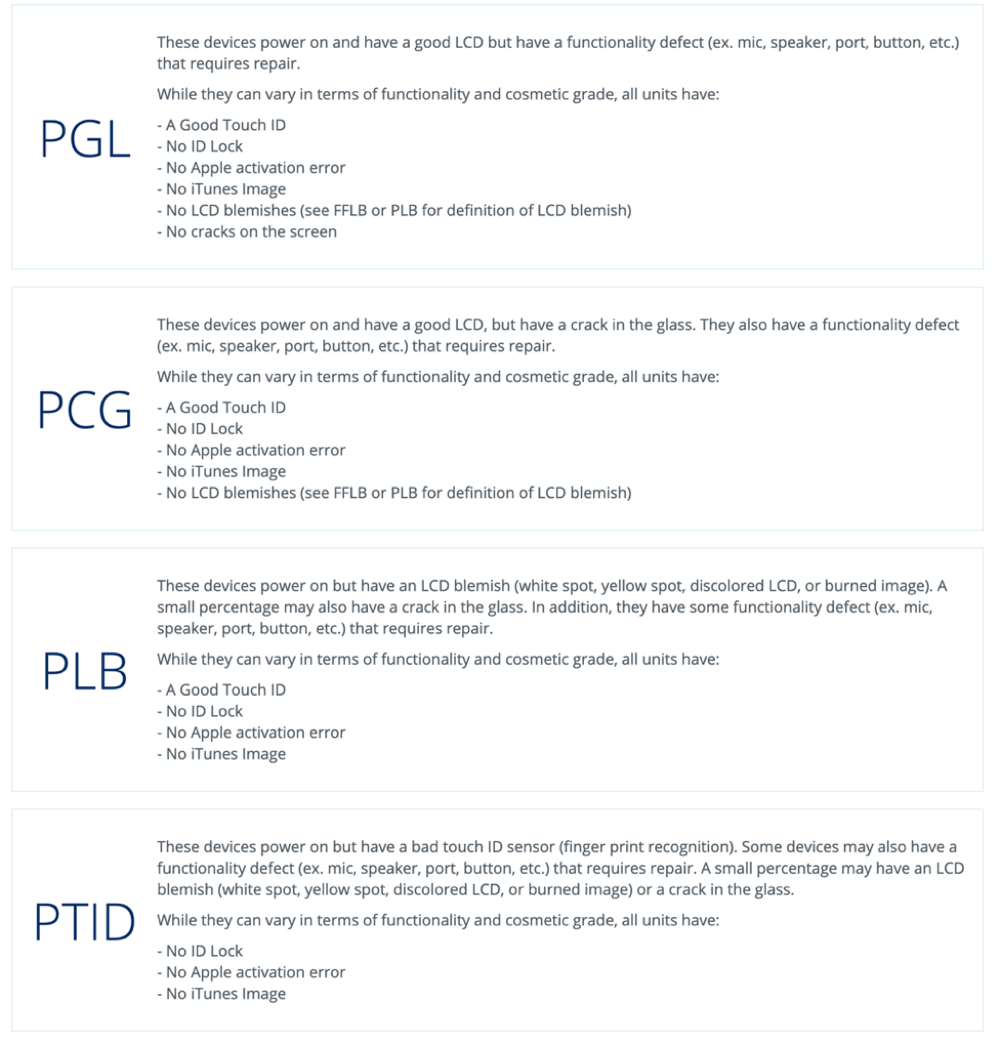 These devices power on and have a good LCD but have a functionality defect (ex. mic, speaker, port, button, etc.)
that requires repair.
While they can vary in terms of functionality and cosmetic grade, all units have:
PGL
- A Good Touch ID
- No ID Lock
- No Apple activation error
- No iTunes Image
- No LCD blemishes (see FFLB or PLB for definition of LCD blemish)
- No cracks on the screen
These devices power on and have a good LCD, but have a crack in the glass. They also have a functionality defect
(ex. mic, speaker, port, button, etc.) that requires repair.
While they can vary in terms of functionality and cosmetic grade, all units have:
PCG
- A Good Touch ID
- No ID Lock
- No Apple activation error
- No iTunes Image
- No LCD blemishes (see FFLB or PLB for definition of LCD blemish)
These devices power on but have an LCD blemish (white spot, yellow spot, discolored LCD, or burned image). A
small percentage may also have a crack in the glass. In addition, they have some functionality defect (ex. mic,
speaker, port, button, etc.) that requires repair.
While they can vary in terms of functionality and cosmetic grade, all units have:
PLB
- A Good Touch ID
- No ID Lock
- No Apple activation error
- No iTunes Image
These devices power on but have a bad touch ID sensor (finger print recognition). Some devices may also have a
functionality defect (ex. mic, speaker, port, button, etc.) that requires repair. A small percentage may have an LCD
blemish (white spot, yellow spot, discolored LCD, or burned image) or a crack in the glass.
PTID
While they can vary in terms of functionality and cosmetic grade, all units have:
- No ID Lock
- No Apple activation error
- No iTunes Image